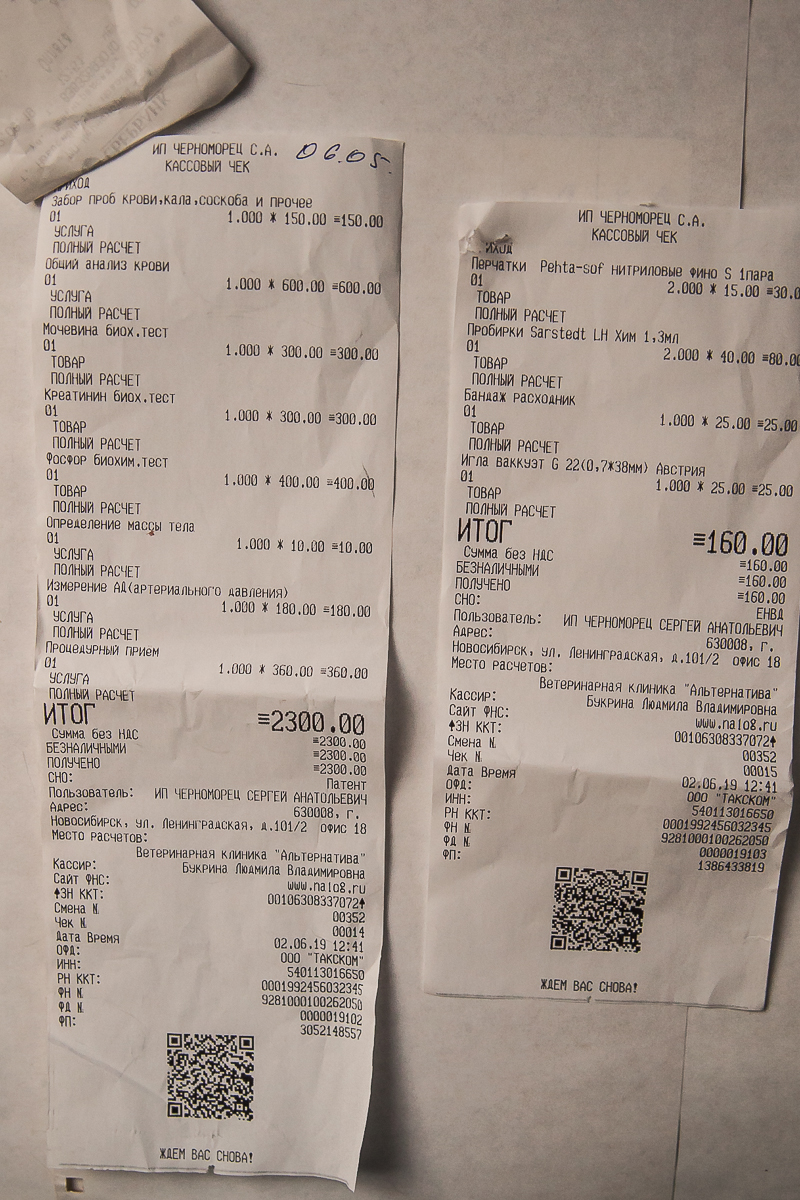 ИП ЧЕРНОМОРЕЦ С.А. 06.05.
КАССОВЫЙ ЧЕК
Забор проб крови,кала,соскоба и прочее
01 1.000 * 150.00 ≡150.00
УСЛУГА
ПОЛНЫЙ РАСЧЕТ
Общий анализ крови
01 1.000 * 600.00 ≡600.00
УСЛУГА
ПОЛНЫЙ РАСЧЕТ
Мочевина биох.тест
01 1.000 * 300.00 ≡300.00
ТОВАР
ПОЛНЫЙ РАСЧЕТ
Креатинин биох.тест
01 1.000 * 300.00 ≡300.00
ТОВАР
ПОЛНЫЙ РАСЧЕТ
Фосфор биохим.тест
01 1.000 * 400.00 ≡400.00
ТОВАР
ПОЛНЫЙ РАСЧЕТ
Определение массы тела
01 1.000 * 10.00 ≡10.00
УСЛУГА
ПОЛНЫЙ РАСЧЕТ
Измерение АД(артериального давления)
01 1.000 * 180.00 ≡180.00
УСЛУГА
ПОЛНЫЙ РАСЧЕТ
Процедурный прием
01 1.000 * 360.00 ≡360.00
УСЛУГА
ПОЛНЫЙ РАСЧЕТ
ИТОГ ≡2300.00
Сумма без НДС ≡2300.00
БЕЗНАЛИЧНЫМИ ≡2300.00
ПОЛУЧЕНО ≡2300.00
СНО: Патент
Пользователь: ИП ЧЕРНОМОРЕЦ СЕРГЕЙ АНАТОЛЬЕВИЧ
Адрес: 630008, г.
Новосибирск, ул. Ленинградская, д.101/2 офис 18
Место расчетов:
Ветеринарная клиника "Альтернатива"
Кассир: Букрина Людмила Владимировна
Сайт ФНС: www.nalog.ru
ЗН ККТ: 00106308337072
Смена № 00352
Чек № 00014
Дата Время 02.06.19 12:41
ОФД: ООО "ТАКСКОМ"
ИНН: 540113016650
РН ККТ: 0001992456032345
ФН № 9281000100262050
ФД № 0000019102
ФП: 3052148557
ЖДЕМ ВАС СНОВА!
ИП ЧЕРНОМОРЕЦ С.А.
КАССОВЫЙ ЧЕК
Перчатки Peha-sof нитриловые фино S 1пара
01 2.000 * 15.00 ≡30.0
ТОВАР
ПОЛНЫЙ РАСЧЕТ
Пробирки Sarstedt LH Хим 1,3мл
01 2.000 * 40.00 ≡80.0
ТОВАР
ПОЛНЫЙ РАСЧЕТ
Бандаж расходник
01 1.000 * 25.00 ≡25.00
ТОВАР
ПОЛНЫЙ РАСЧЕТ
Игла ваккуэт G 22(0,7*38мм) Австрия
01 1.000 * 25.00 ≡25.00
ТОВАР
ПОЛНЫЙ РАСЧЕТ
ИТОГ ≡160.00
Сумма без НДС ≡160.00
БЕЗНАЛИЧНЫМИ ≡160.00
ПОЛУЧЕНО ≡160.00
СНО: ЕНВД
Пользователь: ИП ЧЕРНОМОРЕЦ СЕРГЕЙ АНАТОЛЬЕВИЧ
Адрес: 630008, г.
Новосибирск, ул. Ленинградская, д.101/2 офис 18
Место расчетов:
Ветеринарная клиника "Альтернатива"
Кассир: Букрина Людмила Владимировна
Сайт ФНС: www.nalog.ru
ЗН ККТ: 00106308337072
Смена № 00352
Чек № 00015
Дата Время 02.06.19 12:41
ОФД: ООО "ТАКСКОМ"
ИНН: 540113016650
РН ККТ: 0001992456032345
ФН № 9281000100262050
ФД № 0000019103
ФП: 1386433819
ЖДЕМ ВАС СНОВА!